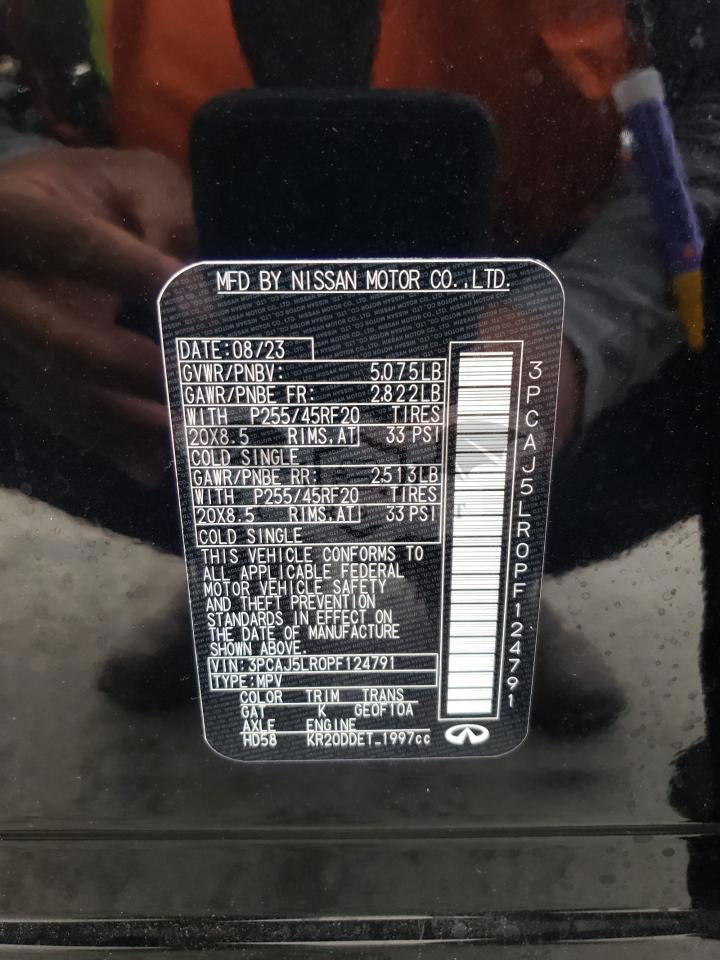 MFD BY NISSAN MOTOR CO.,LTD.
DATE:08/23
GVWR/PNBV: 5.075LB
GAWR/PNBE FR: 2.822LB
WITH P255/45RF20 TIRES
20X8.5 RIMS.AT 33 PSI
COLD SINGLE
GAWR/PNBE RR: 2.513LB
WITH P255/45RF20 TIRES
20X8.5 RIMS.AT 33 PSI
COLD SINGLE
THIS VEHICLE CONFORMS TO
ALL APPLICABLE FEDERAL
MOTOR VEHICLE SAFETY
AND THEFT PREVENTION
STANDARDS IN EFFECT ON
THE DATE OF MANUFACTURE
SHOWN ABOVE.
VIN:3PCAJ5LR0PF124791
TYPE:MPV
COLOR TRIM TRANS
GAT K GE0F10A
AXLE ENGINE
HD58 KR20DDET_1997cc
3PCAJ5LR0PF124791